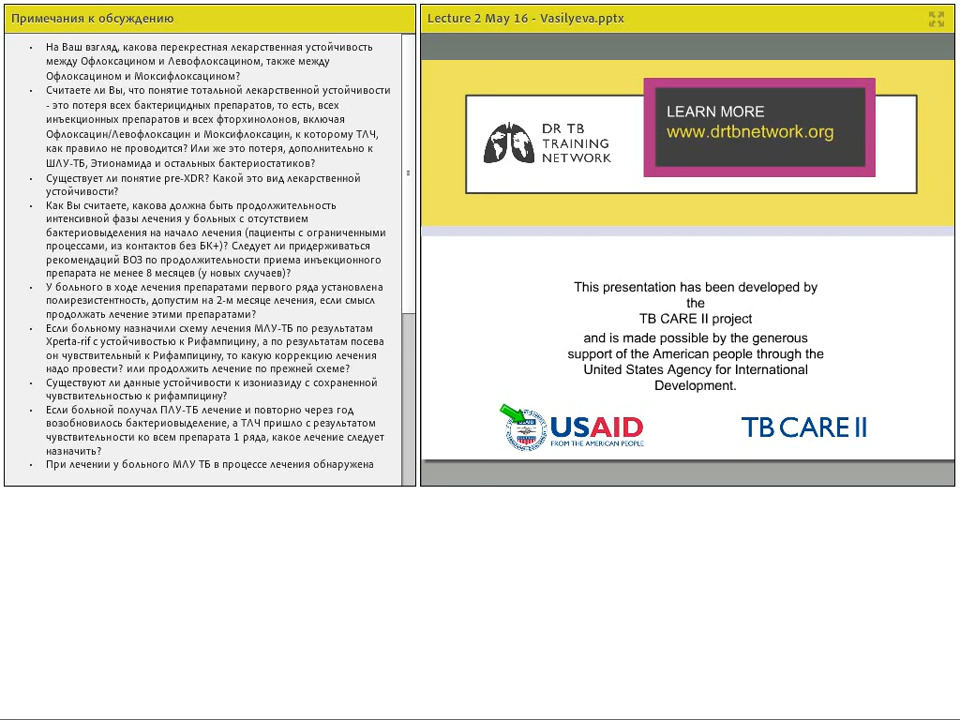 Примечания к обсуждению
• На Ваш взгляд, какова перекрестная лекарственная устойчивость
между Офлоксацином и Левофлоксацином, также между
Офлоксацином и Моксифлоксацином?
• Считаете ли Вы, что понятие тотальной лекарственной устойчивости
- это потеря всех бактерицидных препаратов, то есть, всех
инъекционных препаратов и всех фторхинолонов, включая
Офлоксацин/Левофлоксацин и Моксифлоксацин, к которому ТЛЧ,
как правило не проводится? Или же это потеря, дополнительно к
ШЛУ-ТБ, Этионамида и остальных бактериостатиков?
• Существует ли понятие pre-XDR? Какой это вид лекарственной
устойчивости?
• Как Вы считаете, какова должна быть продолжительность
интенсивной фазы лечения у больных с отсутствием
бактериовыделения на начало лечения (пациенты с ограниченными
процессами, из контактов без БК+)? Следует ли придерживаться
рекомендаций ВОЗ по продолжительности приема инъекционного
препарата не менее 8 месяцев (у новых случаев)?
• У больного в ходе лечения препаратами первого ряда установлена
полирезистентность, допустим на 2-м месяце лечения, если смысл
продолжать лечение этими препаратами?
• Если больному назначили схему лечения МЛУ-ТБ по результатам
Xperta-rif с устойчивостью к Рифампицину, а по результатам посева
он чувствительный к Рифампицину, то какую коррекцию лечения
надо провести? или продолжить лечение по прежней схеме?
• Существуют ли данные устойчивости к изониазиду с сохраненной
чувствительностью к рифампицину?
• Если больной получал ПЛУ-ТБ лечение и повторно через год
возобновилось бактериовыделение, а ТЛЧ пришло с результатом
чувствительности ко всем препарата 1 ряда, какое лечение следует
назначить?
• При лечении у больного МЛУ ТБ в процессе лечения обнаружена
Lecture 2 May 16 - Vasilyeva.pptx
DR TB
TRAINING
NETWORK
LEARN MORE
www.drtbnetwork.org
This presentation has been developed by
the
TB CARE II project
and is made possible by the generous
support of the American people through the
United States Agency for International
Development.
USAID
FROM THE AMERICAN PEOPLE
TB CARE II